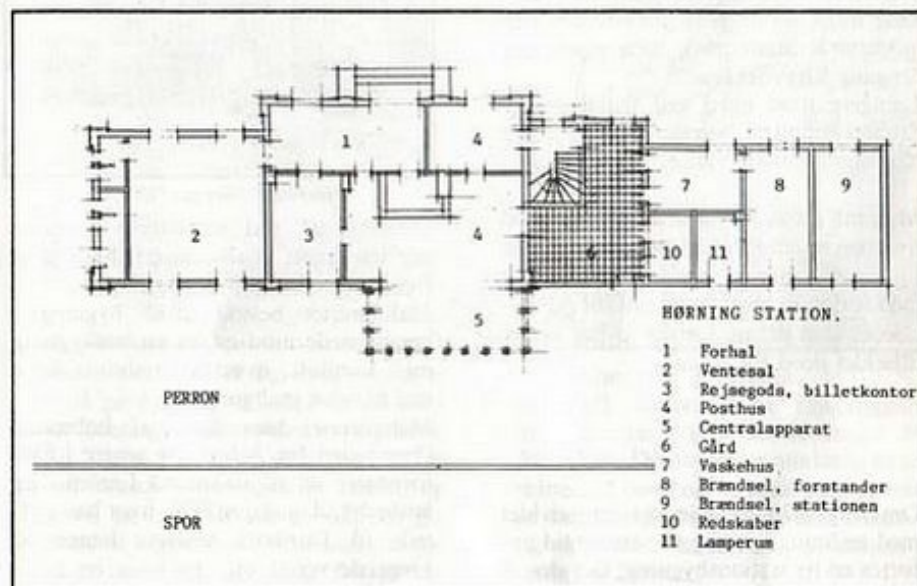 1
4
7
8
9
2
3
4
6
10
11
5
HØRNING STATION.
1 Forhal
2 Ventesal
3 Rejsegods, billetkontor
4 Posthus
5 Centralapparat
6 Gård
7 Vaskehus
8 Brændsel, forstander
9 Brændsel, stationen
10 Redskaber
11 Lamperum
PERRON
SPOR